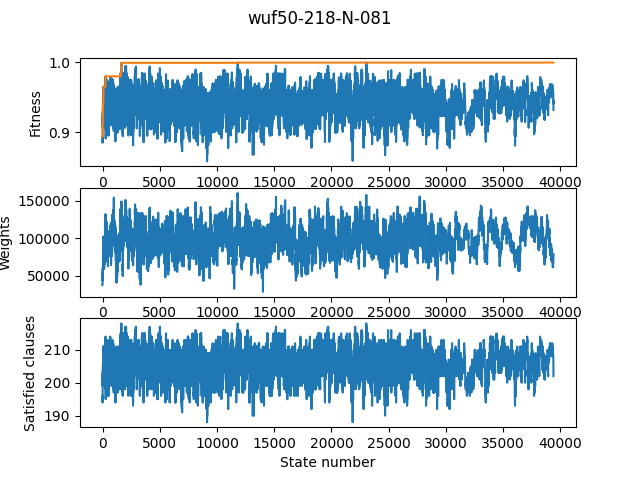 wuf50-218-N-081
1.0
0.9
Fitness
0 5000 10000 15000 20000 25000 30000 35000 40000
150000
100000
50000
Weights
0 5000 10000 15000 20000 25000 30000 35000 40000
210
200
190
Satisfied clauses
0 5000 10000 15000 20000 25000 30000 35000 40000
State number